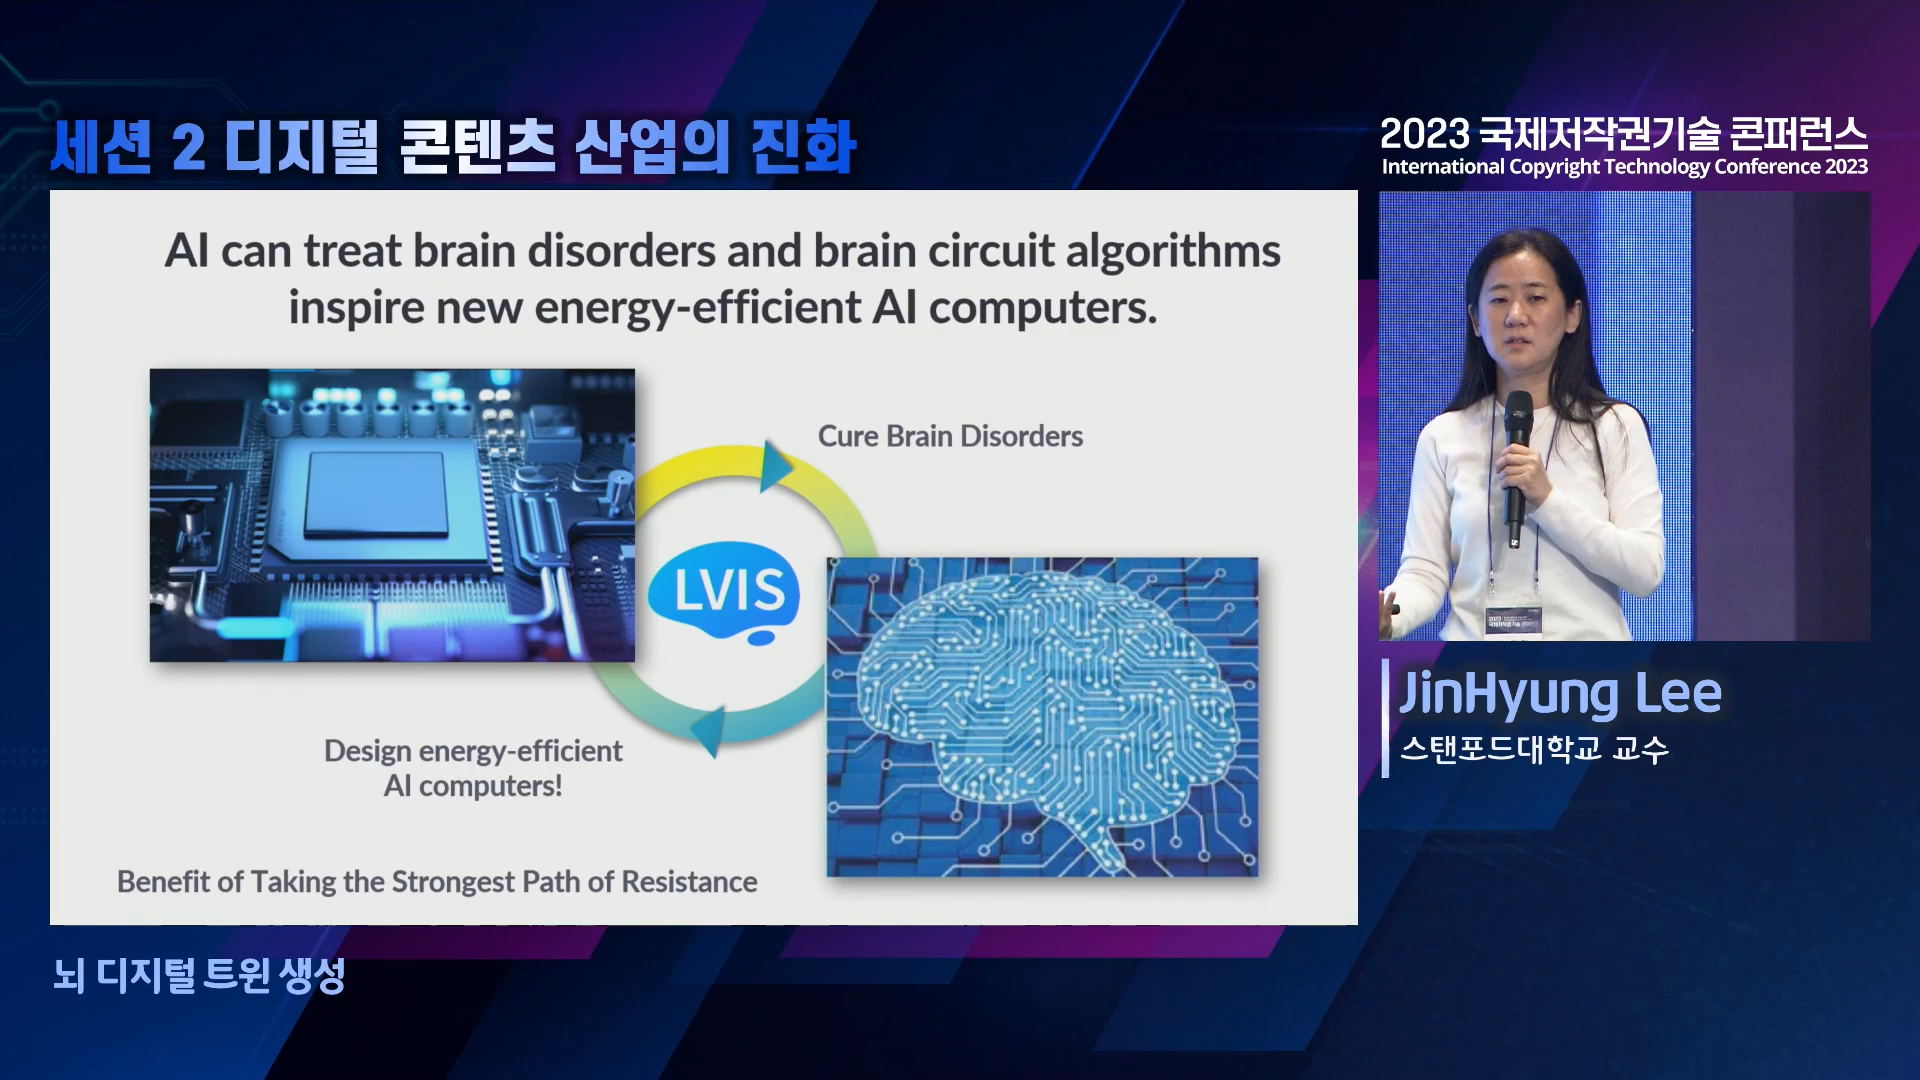 세션 2 디지털 콘텐츠 산업의 진화
2023 국제저작권기술 콘퍼런스
International Copyright Technology Conference 2023
AI can treat brain disorders and brain circuit algorithms
inspire new energy-efficient AI computers.
Cure Brain Disorders
LVIS
Design energy-efficient
AI computers!
Benefit of Taking the Strongest Path of Resistance
JinHyung Lee
스탠포드대학교 교수
뇌 디지털 트윈 생성